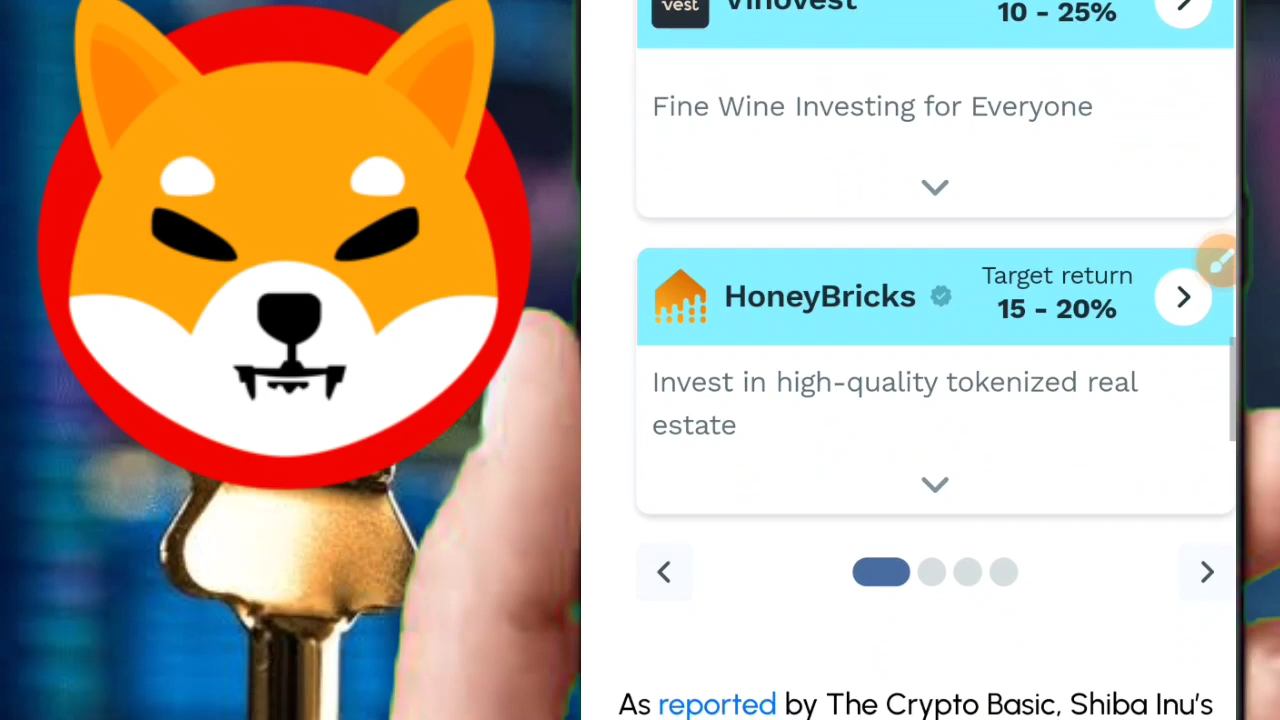 vest
Vinovest
10 - 25%
Fine Wine Investing for Everyone
HoneyBricks
Target return
15 - 20%
Invest in high-quality tokenized real
estate
As reported by The Crypto Basic, Shiba Inu's